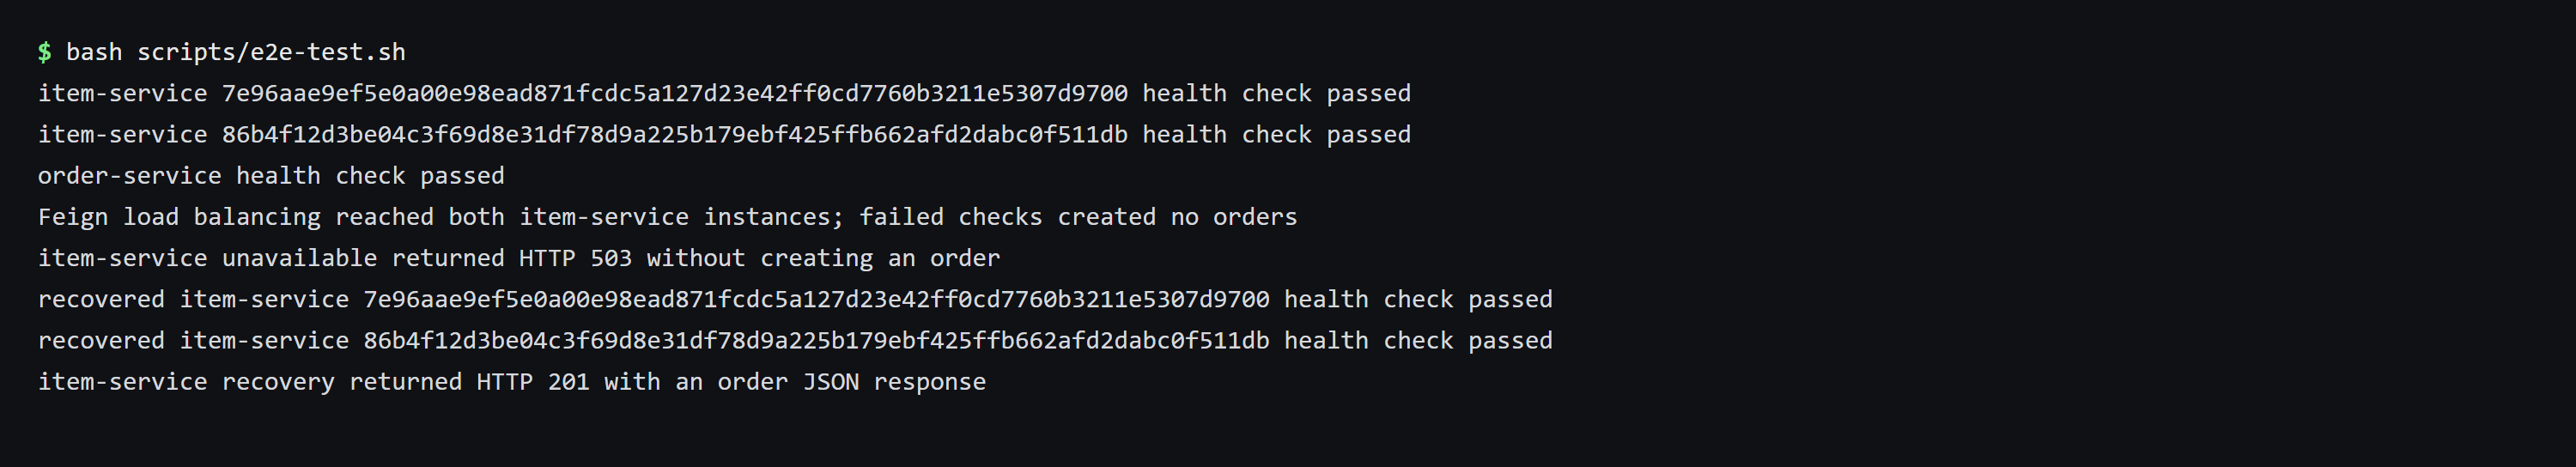 $ bash scripts/e2e-test.sh
item-service 7e96aae9ef5e0a00e98ead871fcdc5a127d23e42ff0cd7760b3211e5307d9700 health check passed
item-service 86b4f12d3be04c3f69d8e31df78d9a225b179ebf425ffb662afd2dabc0f511db health check passed
order-service health check passed
Feign load balancing reached both item-service instances; failed checks created no orders
item-service unavailable returned HTTP 503 without creating an order
recovered item-service 7e96aae9ef5e0a00e98ead871fcdc5a127d23e42ff0cd7760b3211e5307d9700 health check passed
recovered item-service 86b4f12d3be04c3f69d8e31df78d9a225b179ebf425ffb662afd2dabc0f511db health check passed
item-service recovery returned HTTP 201 with an order JSON response